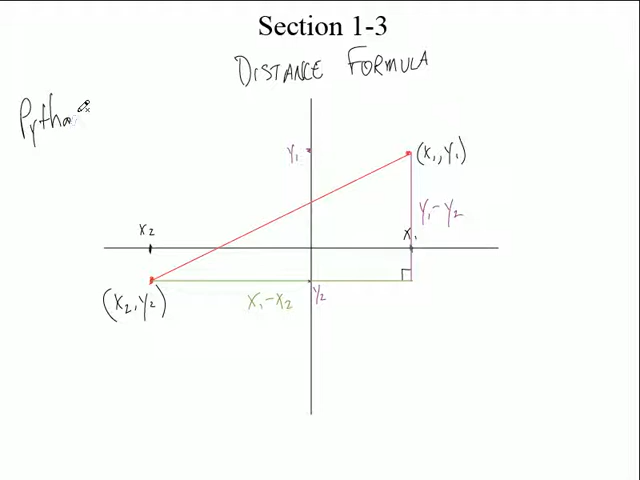 Section 1-3
DISTANCE FORMULA
Pytha
Y₁
(X₁, Y₁)
Y₁ - Y₂
X₂
X₁
(X₂, Y₂)
X₁ - X₂
Y₂